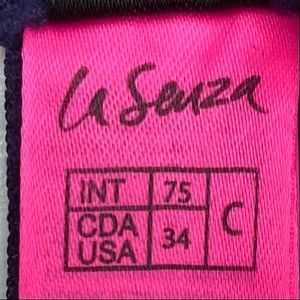 la Senza
INT 75
CDA 34 C
USA